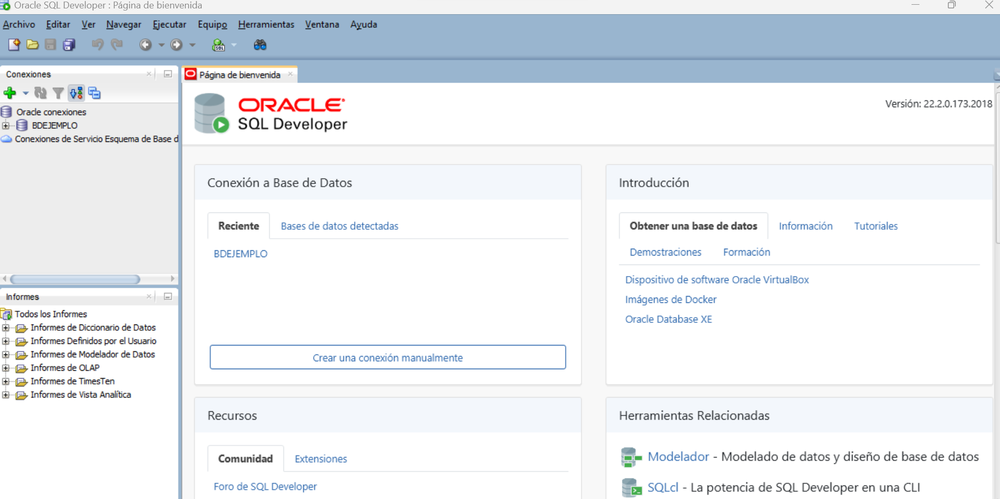 Oracle SQL Developer : Página de bienvenida
Archivo Editar Ver Navegar Ejecutar Equipo Herramientas Ventana Ayuda
SQL
Conexiones
Oracle conexiones
BDEJEMPLO
Conexiones de Servicio Esquema de Base d
Informes
Todos los Informes
Informes de Diccionario de Datos
Informes Definidos por el Usuario
Informes de Modelador de Datos
Informes de OLAP
Informes de TimesTen
Informes de Vista Analítica
Página de bienvenida
ORACLE
SQL Developer
Versión: 22.2.0.173.2018
Conexión a Base de Datos
Reciente Bases de datos detectadas
BDEJEMPLO
Crear una conexión manualmente
Introducción
Obtener una base de datos Información Tutoriales
Demostraciones Formación
Dispositivo de software Oracle VirtualBox
Imágenes de Docker
Oracle Database XE
Recursos
Comunidad Extensiones
Foro de SQL Developer
Herramientas Relacionadas
Modelador - Modelado de datos y diseño de base de datos
SQLcl - La potencia de SQL Developer en una CLI